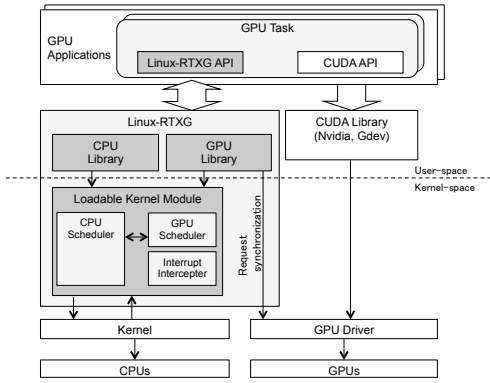 GPU
Applications
GPU Task
Linux-RTXG API
CUDA API
Linux-RTXG
CPU
Library
GPU
Library
CUDA Library
(Nvidia, Gdev)
User-space
Kernel-space
Loadable Kernel Module
CPU
Scheduler
GPU
Scheduler
Interrupt
Intercepter
Request
synchronization
Kernel
GPU Driver
CPUs
GPUs